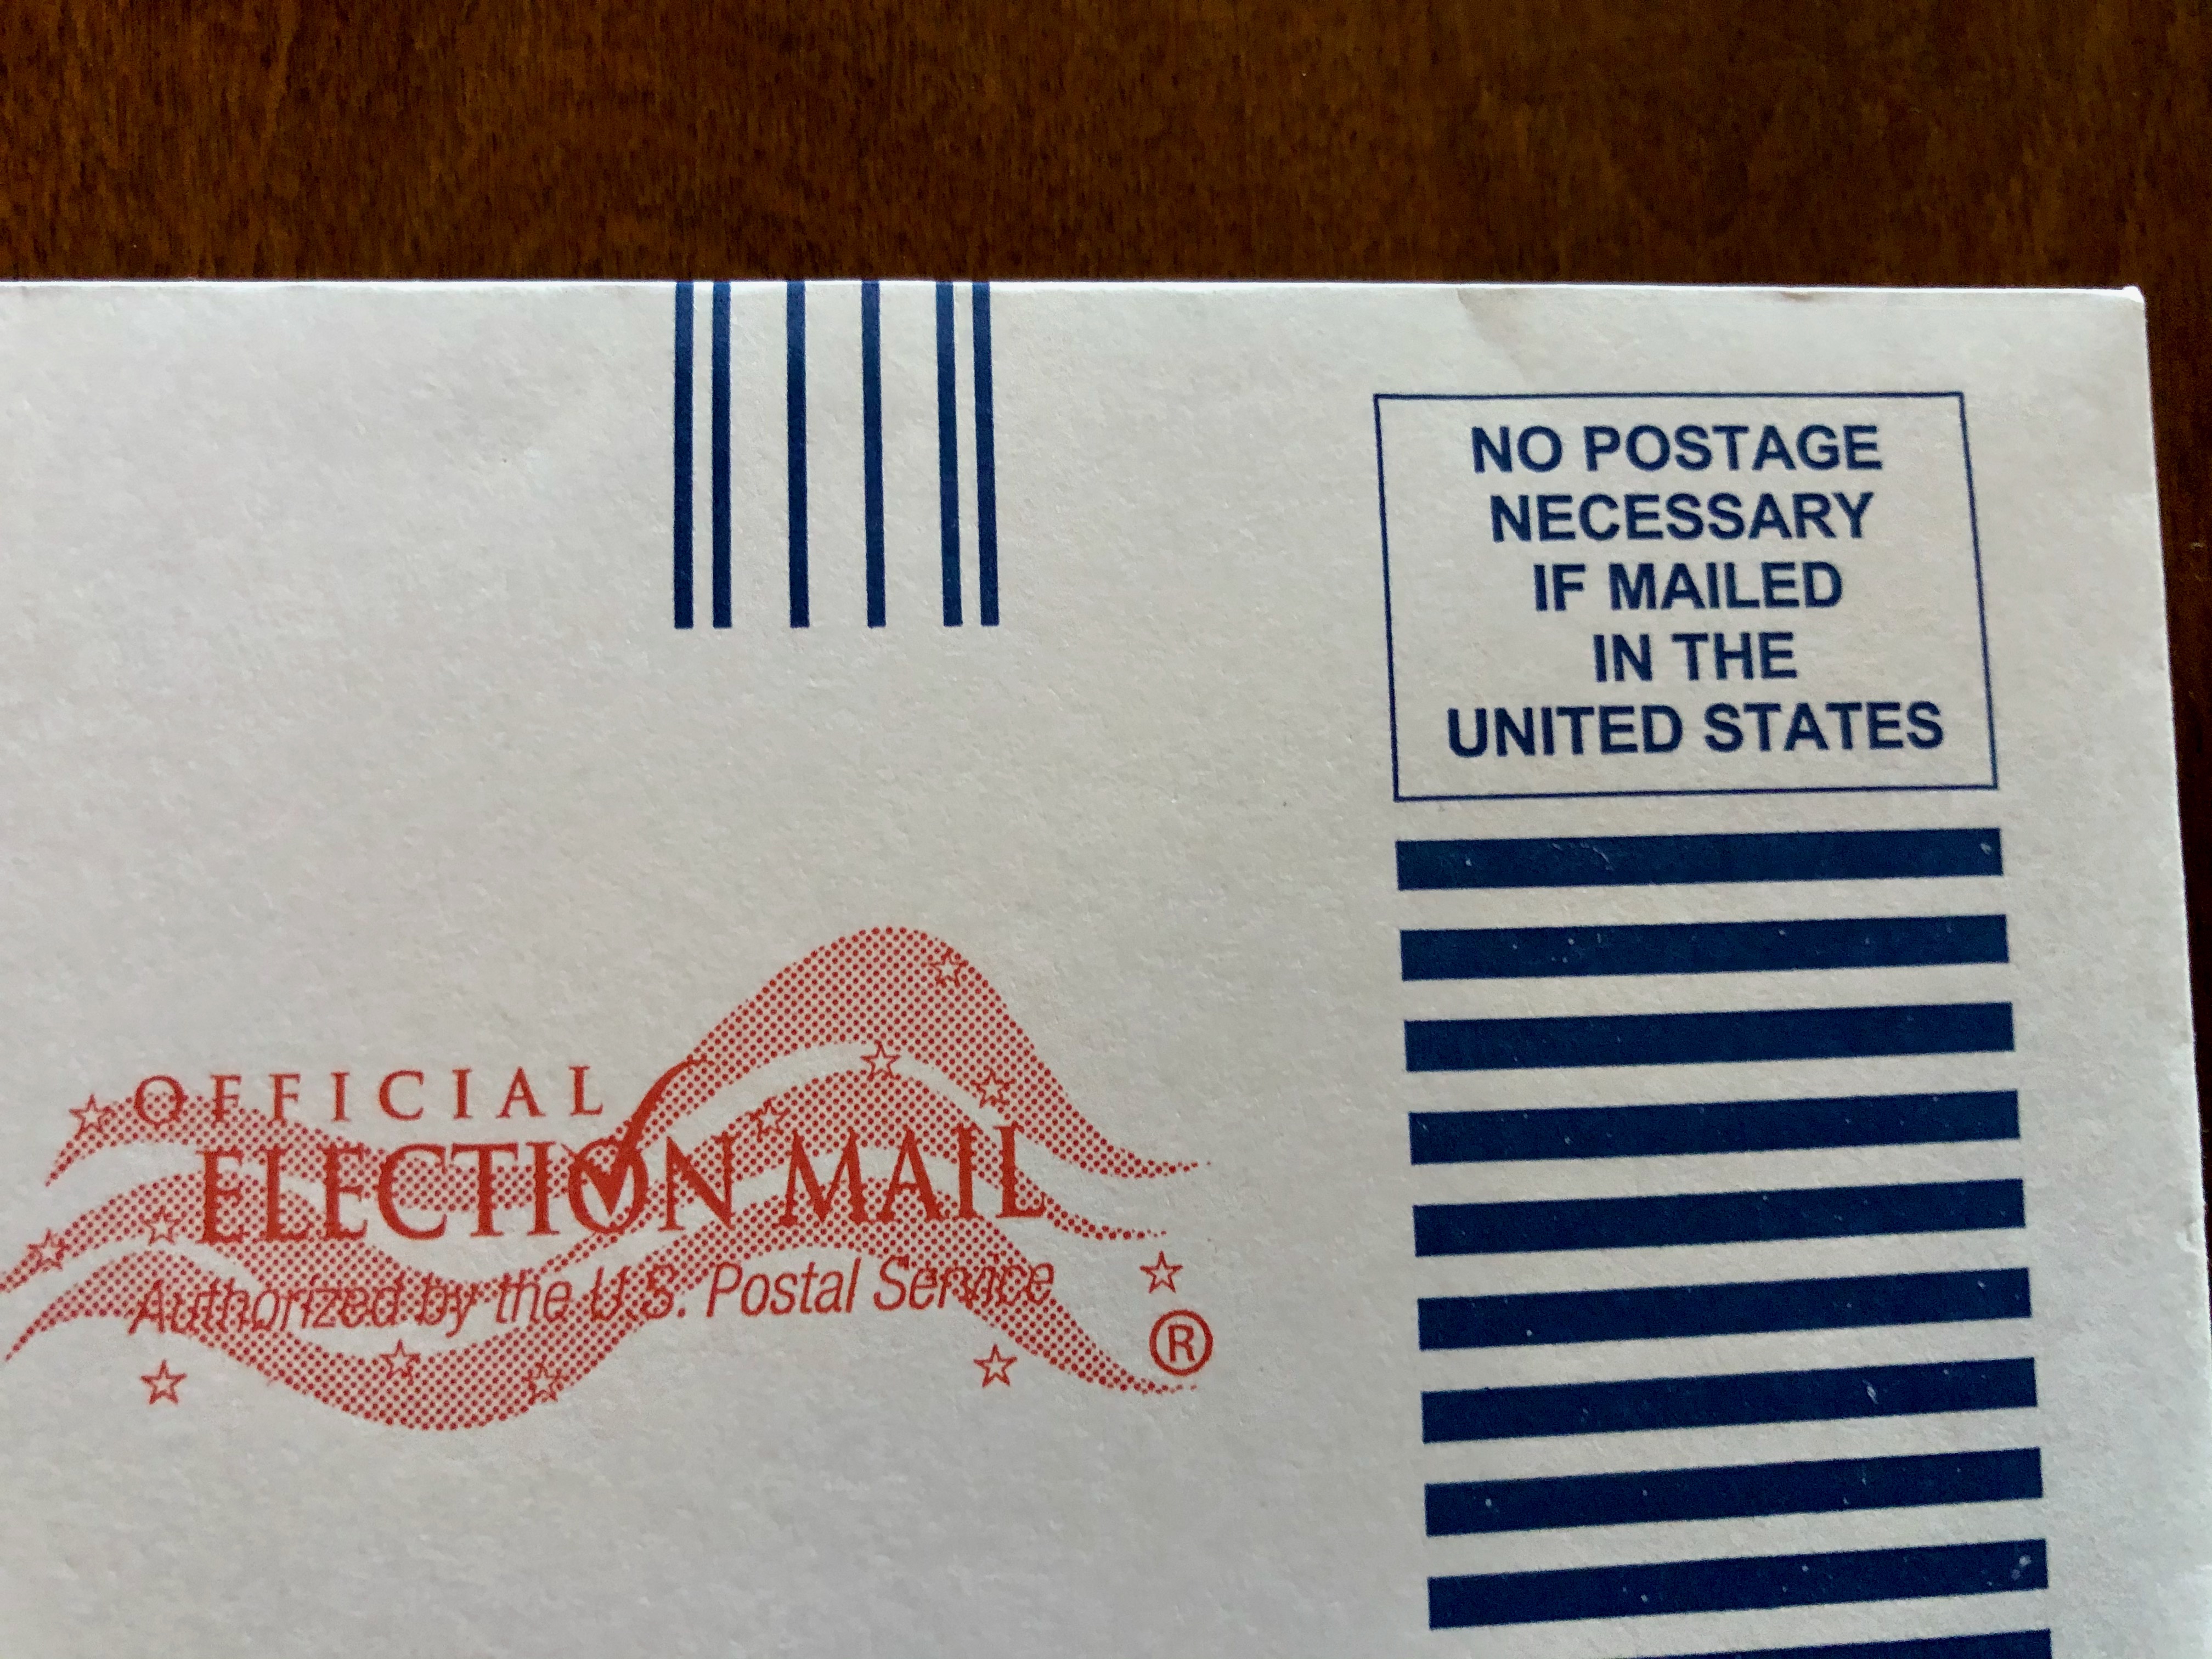 NO POSTAGE
NECESSARY
IF MAILED
IN THE
UNITED STATES
OFFICIAL
ELECTION MAIL
Authorized by the U.S. Postal Service
®